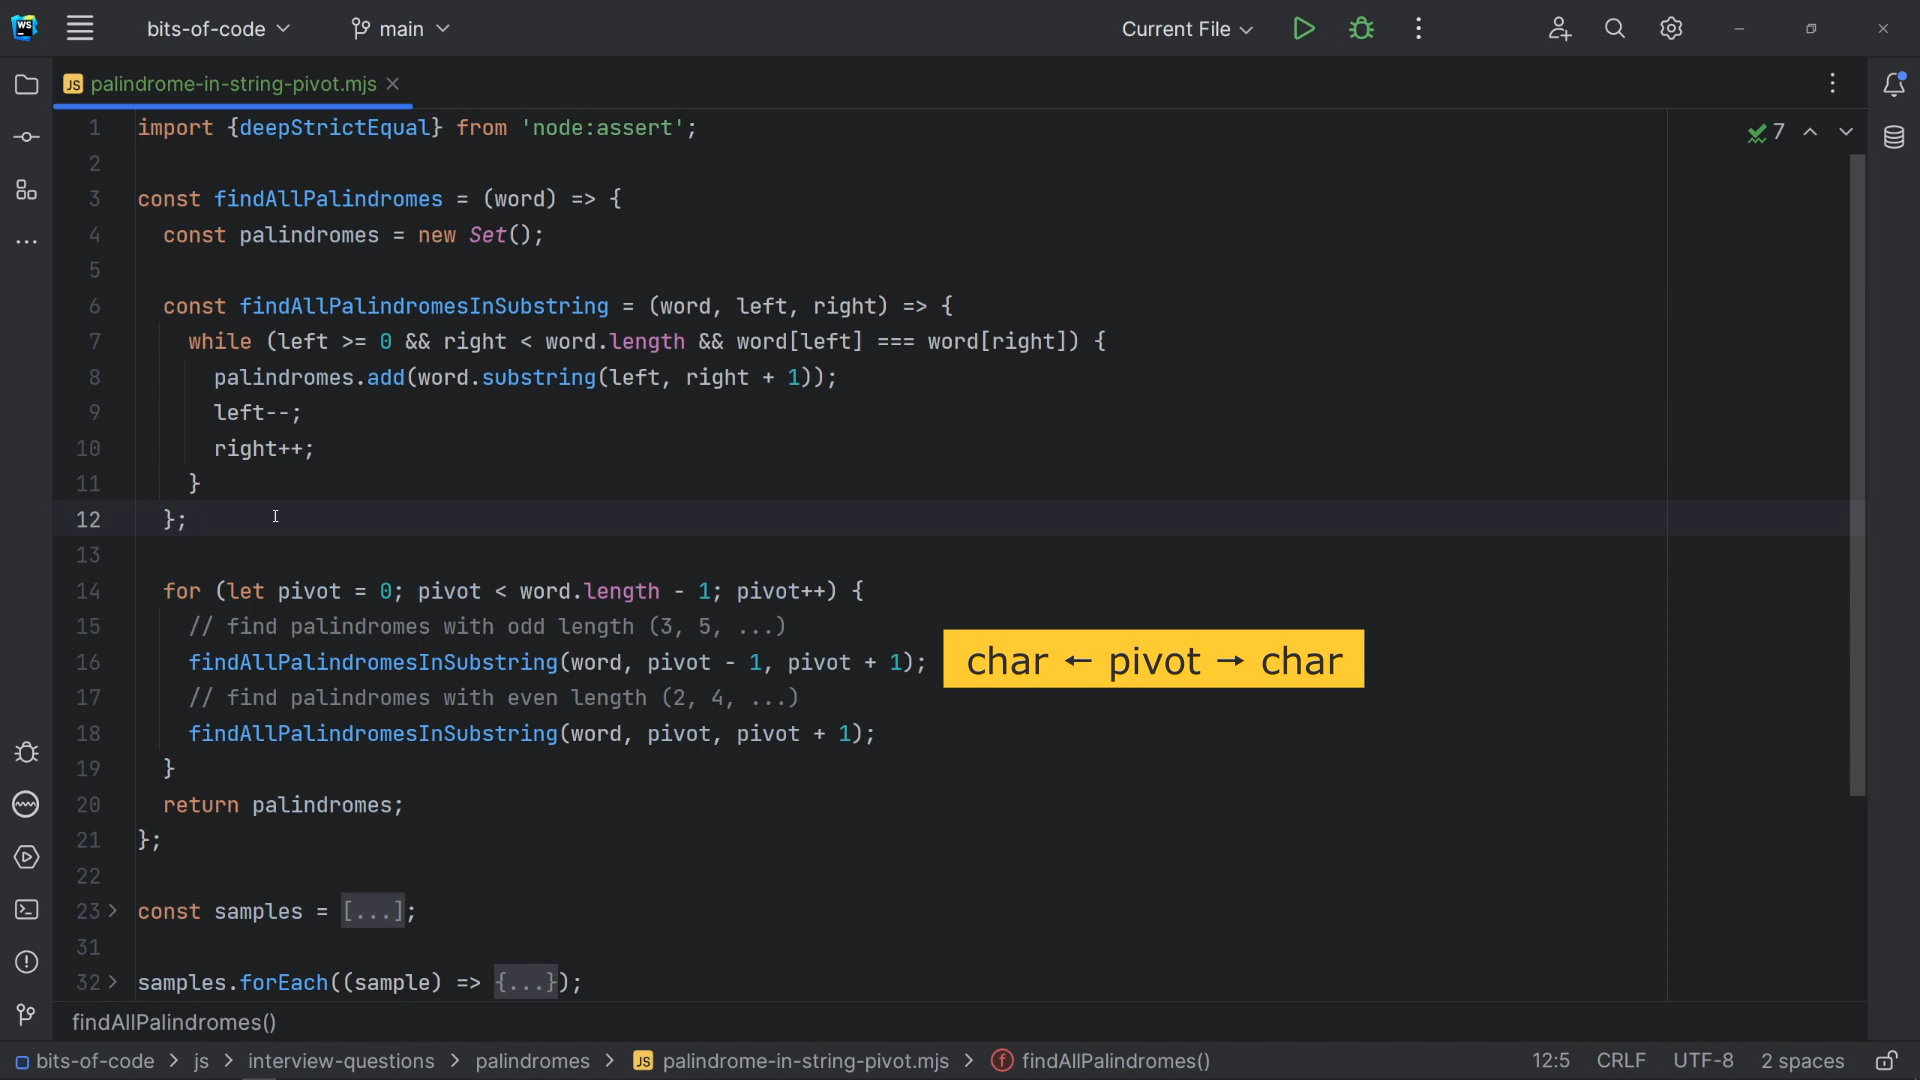 WS
bits-of-code
main
Current File
JS palindrome-in-string-pivot.mjs
7
1 import {deepStrictEqual} from 'node:assert';
2
3 const findAllPalindromes = (word) => {
4 const palindromes = new Set();
5
6 const findAllPalindromesInSubstring = (word, left, right) => {
7 while (left >= 0 && right < word.length && word[left] === word[right]) {
8 palindromes.add(word.substring(left, right + 1));
9 left--;
10 right++;
11 }
12 };
13
14 for (let pivot = 0; pivot < word.length - 1; pivot++) {
15 // find palindromes with odd length (3, 5, ...)
16 findAllPalindromesInSubstring(word, pivot - 1, pivot + 1); char ← pivot → char
17 // find palindromes with even length (2, 4, ...)
18 findAllPalindromesInSubstring(word, pivot, pivot + 1);
19 }
20 return palindromes;
21 };
22
23 const samples = [...];
31
32 samples.forEach((sample) => {...});
findAllPalindromes()
bits-of-code > js > interview-questions > palindromes > JS palindrome-in-string-pivot.mjs > f findAllPalindromes() 12:5 CRLF UTF-8 2 spaces